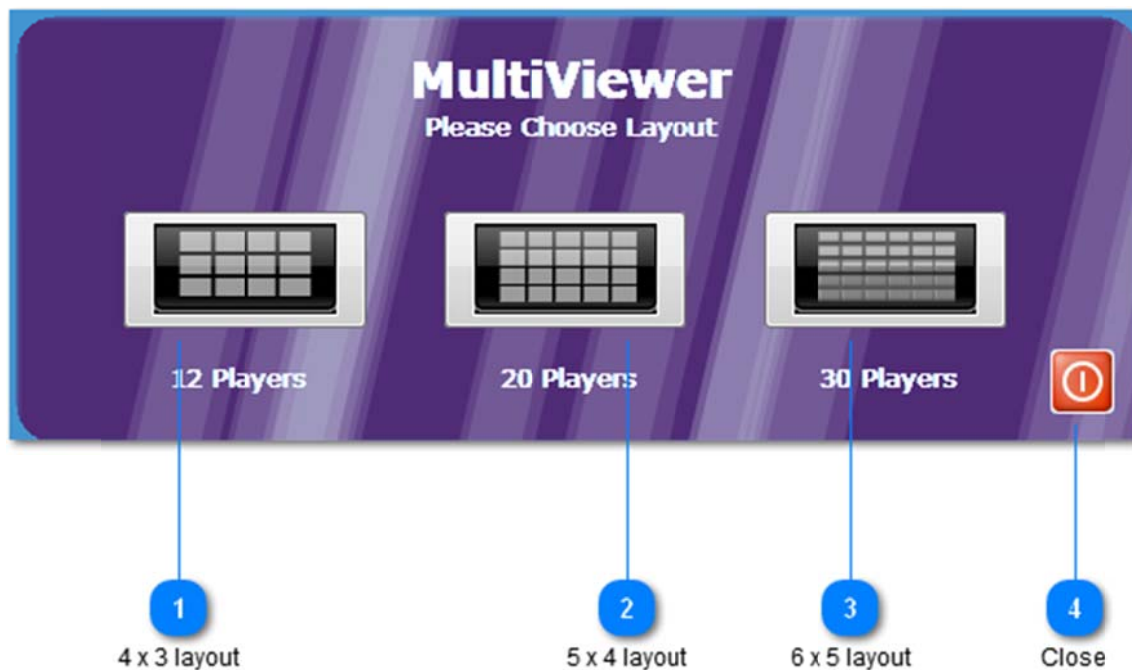 MultiViewer
Please Choose Layout
12 Players
20 Players
30 Players
1
2
3
4
4 x 3 layout
5 x 4 layout
6 x 5 layout
Close